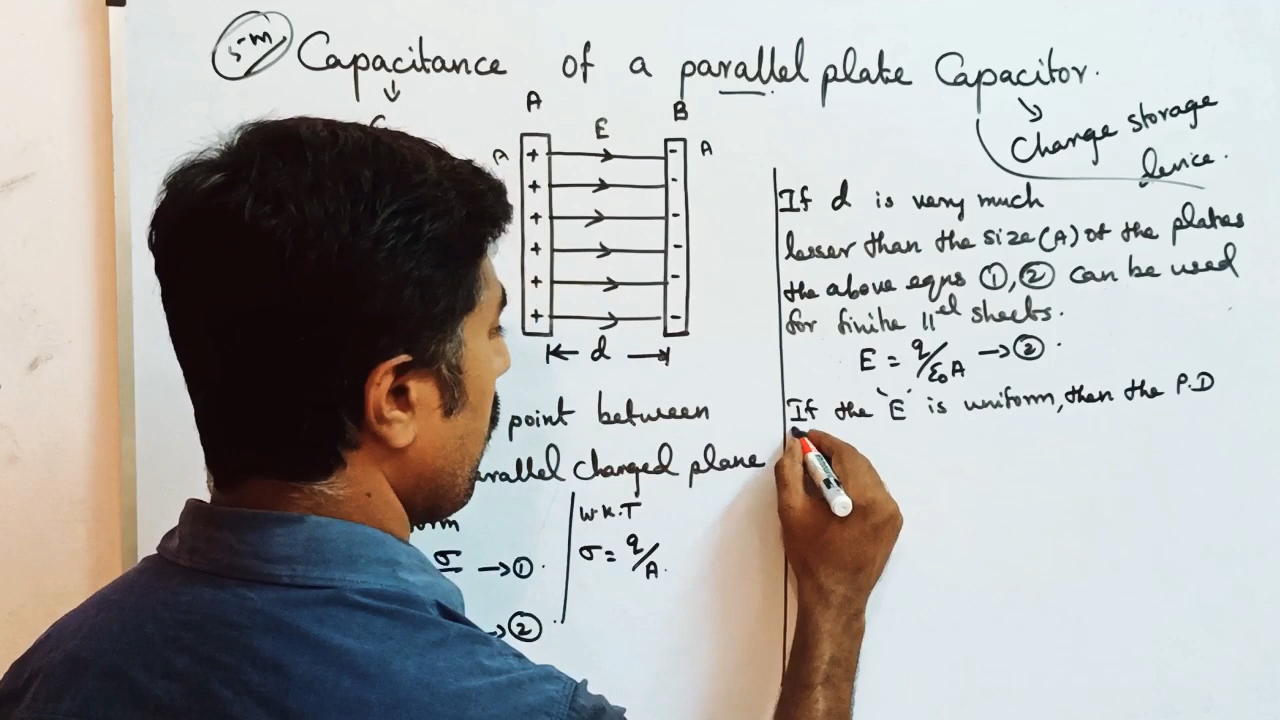 5-m Capacitance of a parallel plate Capacitor.
Charge storage
device.
A B
A E A
+ -
+ -
+ -
+ -
+ -
+ -
d
point between
parallel charged plane
σ → ①
→ ②
W.K.T
σ = q/A.
If d is very much
lesser than the size (A) of the plates
the above eqns ①, ② can be used
for finite ||el sheets.
E = q/ε₀A → ②.
If the 'E' is uniform, then the P.D